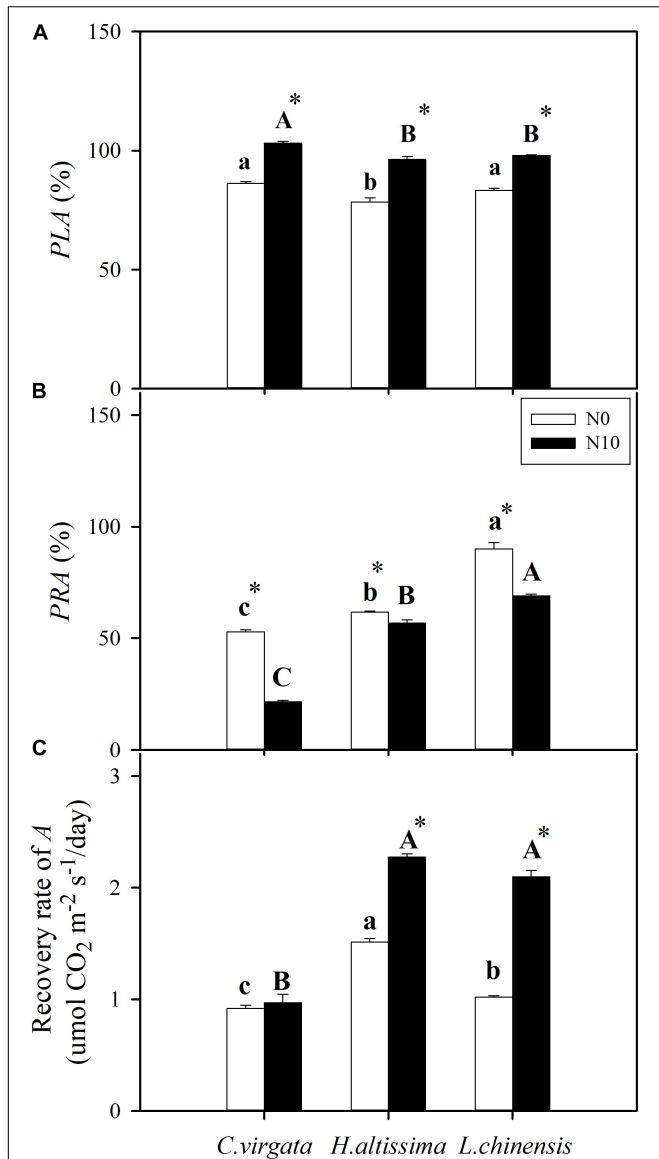 A
150
100
50
0
PLA (%)
a
A*
b
B*
a
B*
B
150
100
50
0
PRA (%)
N0
N10
c*
C
b*
B
a*
A
C
3
2
1
0
Recovery rate of A
(umol CO₂ m⁻² s⁻¹/day)
c
B
a
A*
b
A*
C.virgata H.altissima L.chinensis